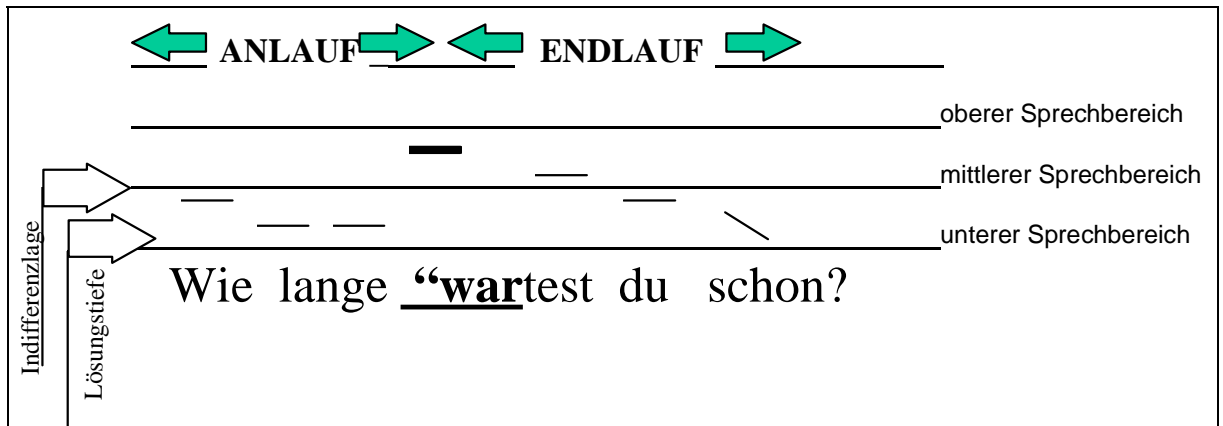 ANLAUF ENDLAUF
oberer Sprechbereich
mittlerer Sprechbereich
unterer Sprechbereich
Indifferenzlage
Lösungstiefe
Wie lange “wartest du schon?